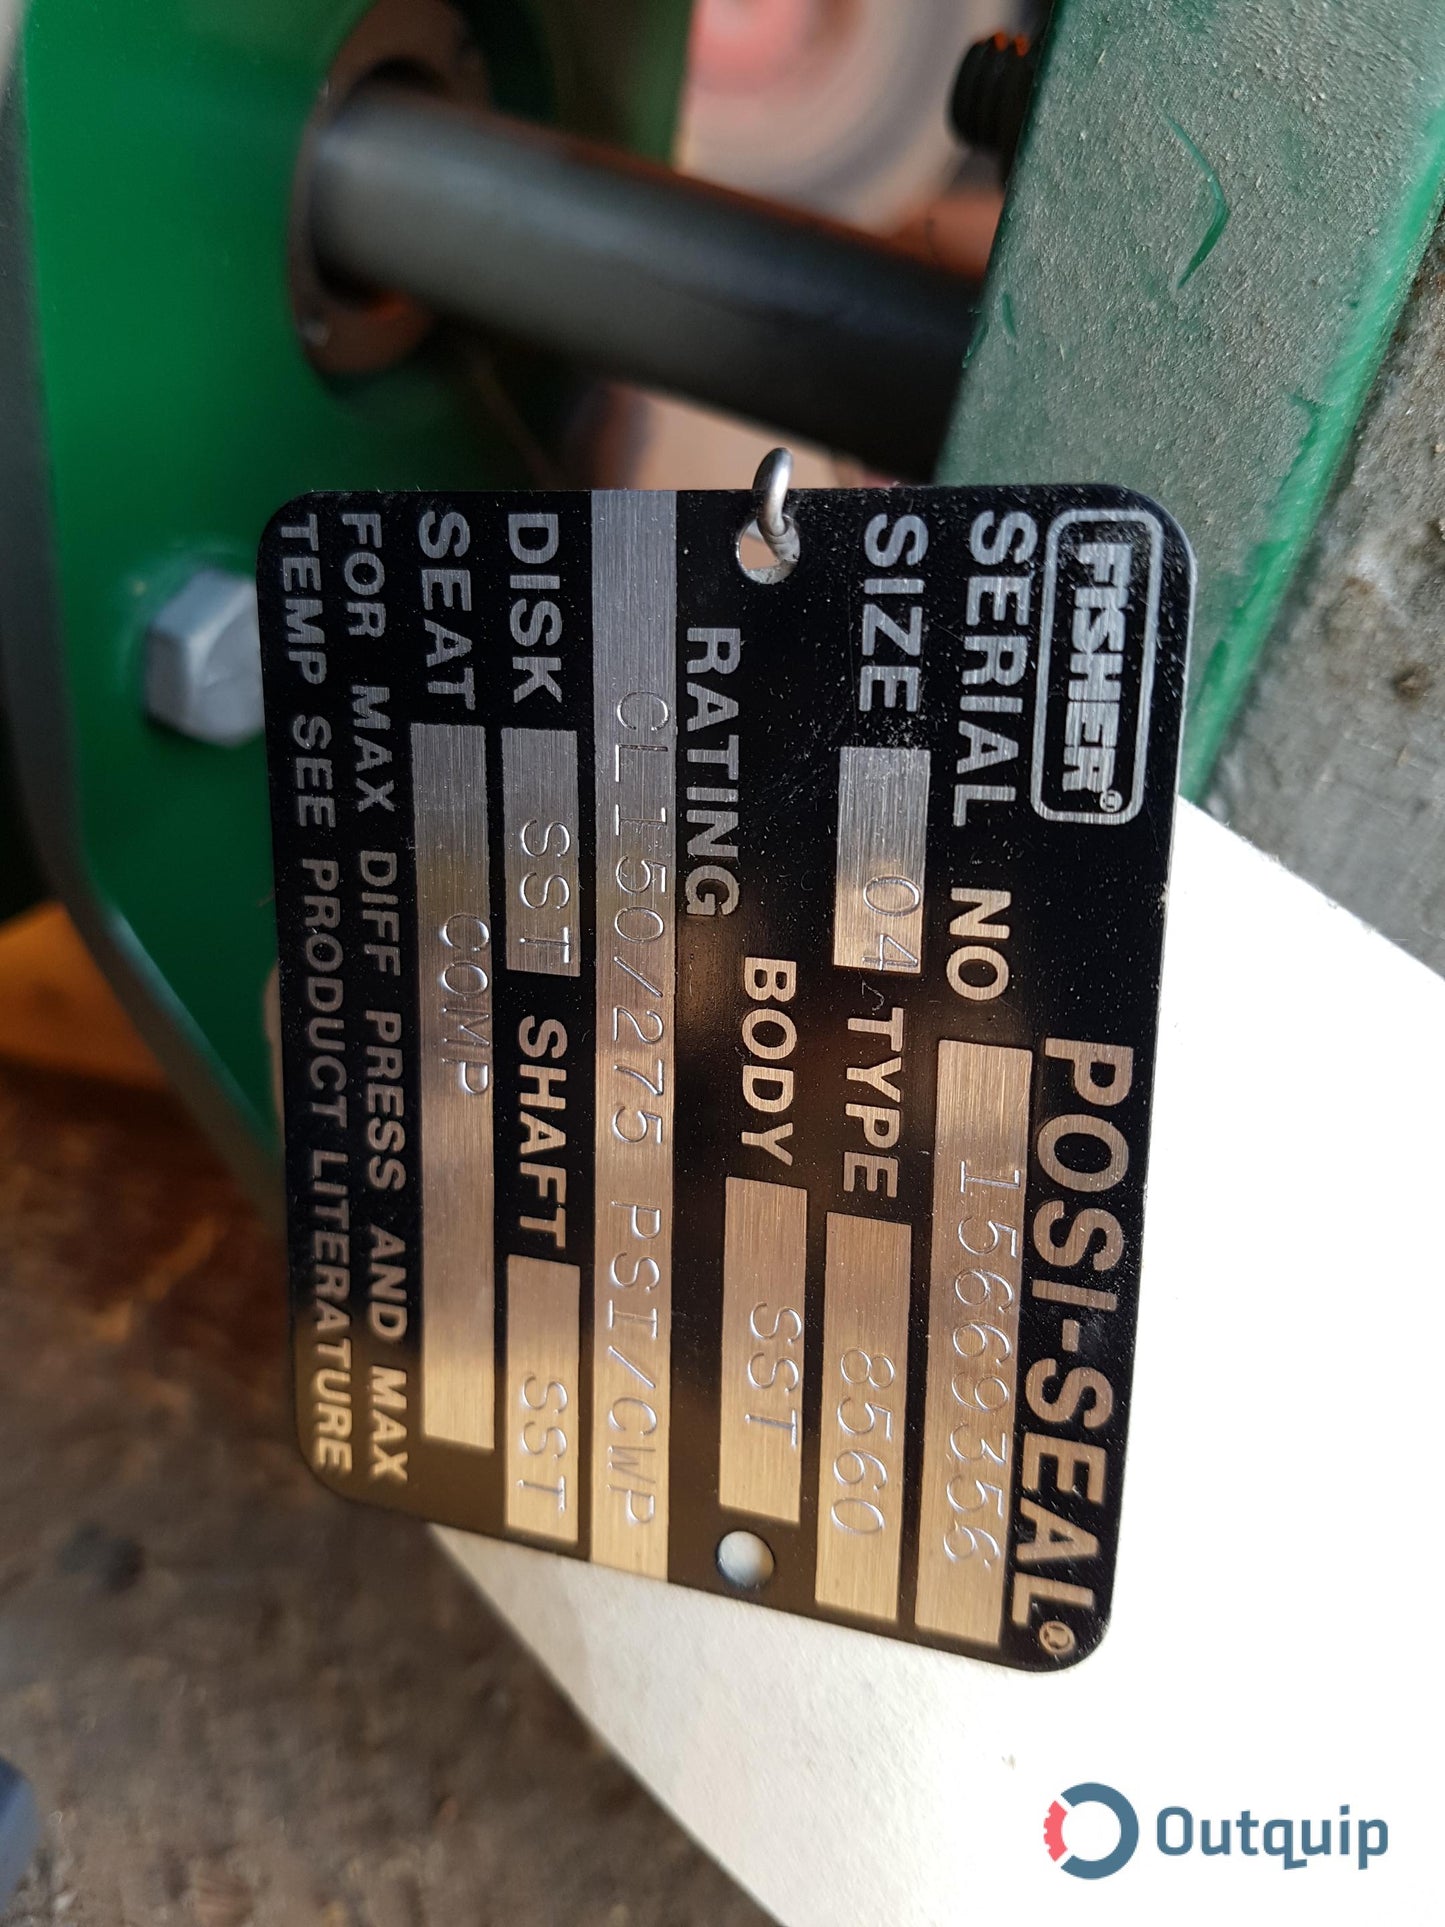 FISHER® POSI-SEAL®
SERIAL NO 15669356
SIZE 04 TYPE 8560
BODY SST
RATING
CL150/275 PSI/CWP
DISK SST SHAFT SST
SEAT COMP
FOR MAX DIFF PRESS AND MAX
TEMP SEE PRODUCT LITERATURE
Outquip